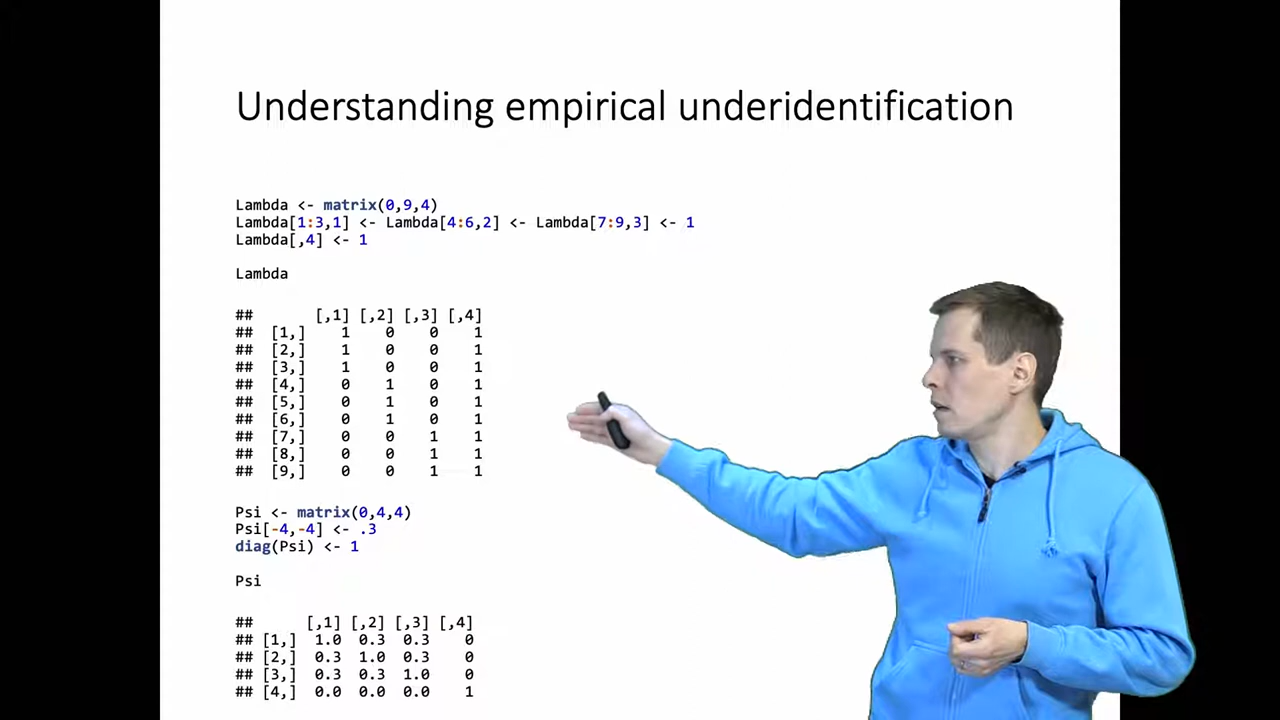 Understanding empirical underidentification
Lambda <- matrix(0,9,4)
Lambda[1:3,1] <- Lambda[4:6,2] <- Lambda[7:9,3] <- 1
Lambda[,4] <- 1
Lambda
## [,1] [,2] [,3] [,4]
## [1,] 1 0 0 1
## [2,] 1 0 0 1
## [3,] 1 0 0 1
## [4,] 0 1 0 1
## [5,] 0 1 0 1
## [6,] 0 1 0 1
## [7,] 0 0 1 1
## [8,] 0 0 1 1
## [9,] 0 0 1 1
Psi <- matrix(0,4,4)
Psi[-4,-4] <- .3
diag(Psi) <- 1
Psi
## [,1] [,2] [,3] [,4]
## [1,] 1.0 0.3 0.3 0
## [2,] 0.3 1.0 0.3 0
## [3,] 0.3 0.3 1.0 0
## [4,] 0.0 0.0 0.0 1